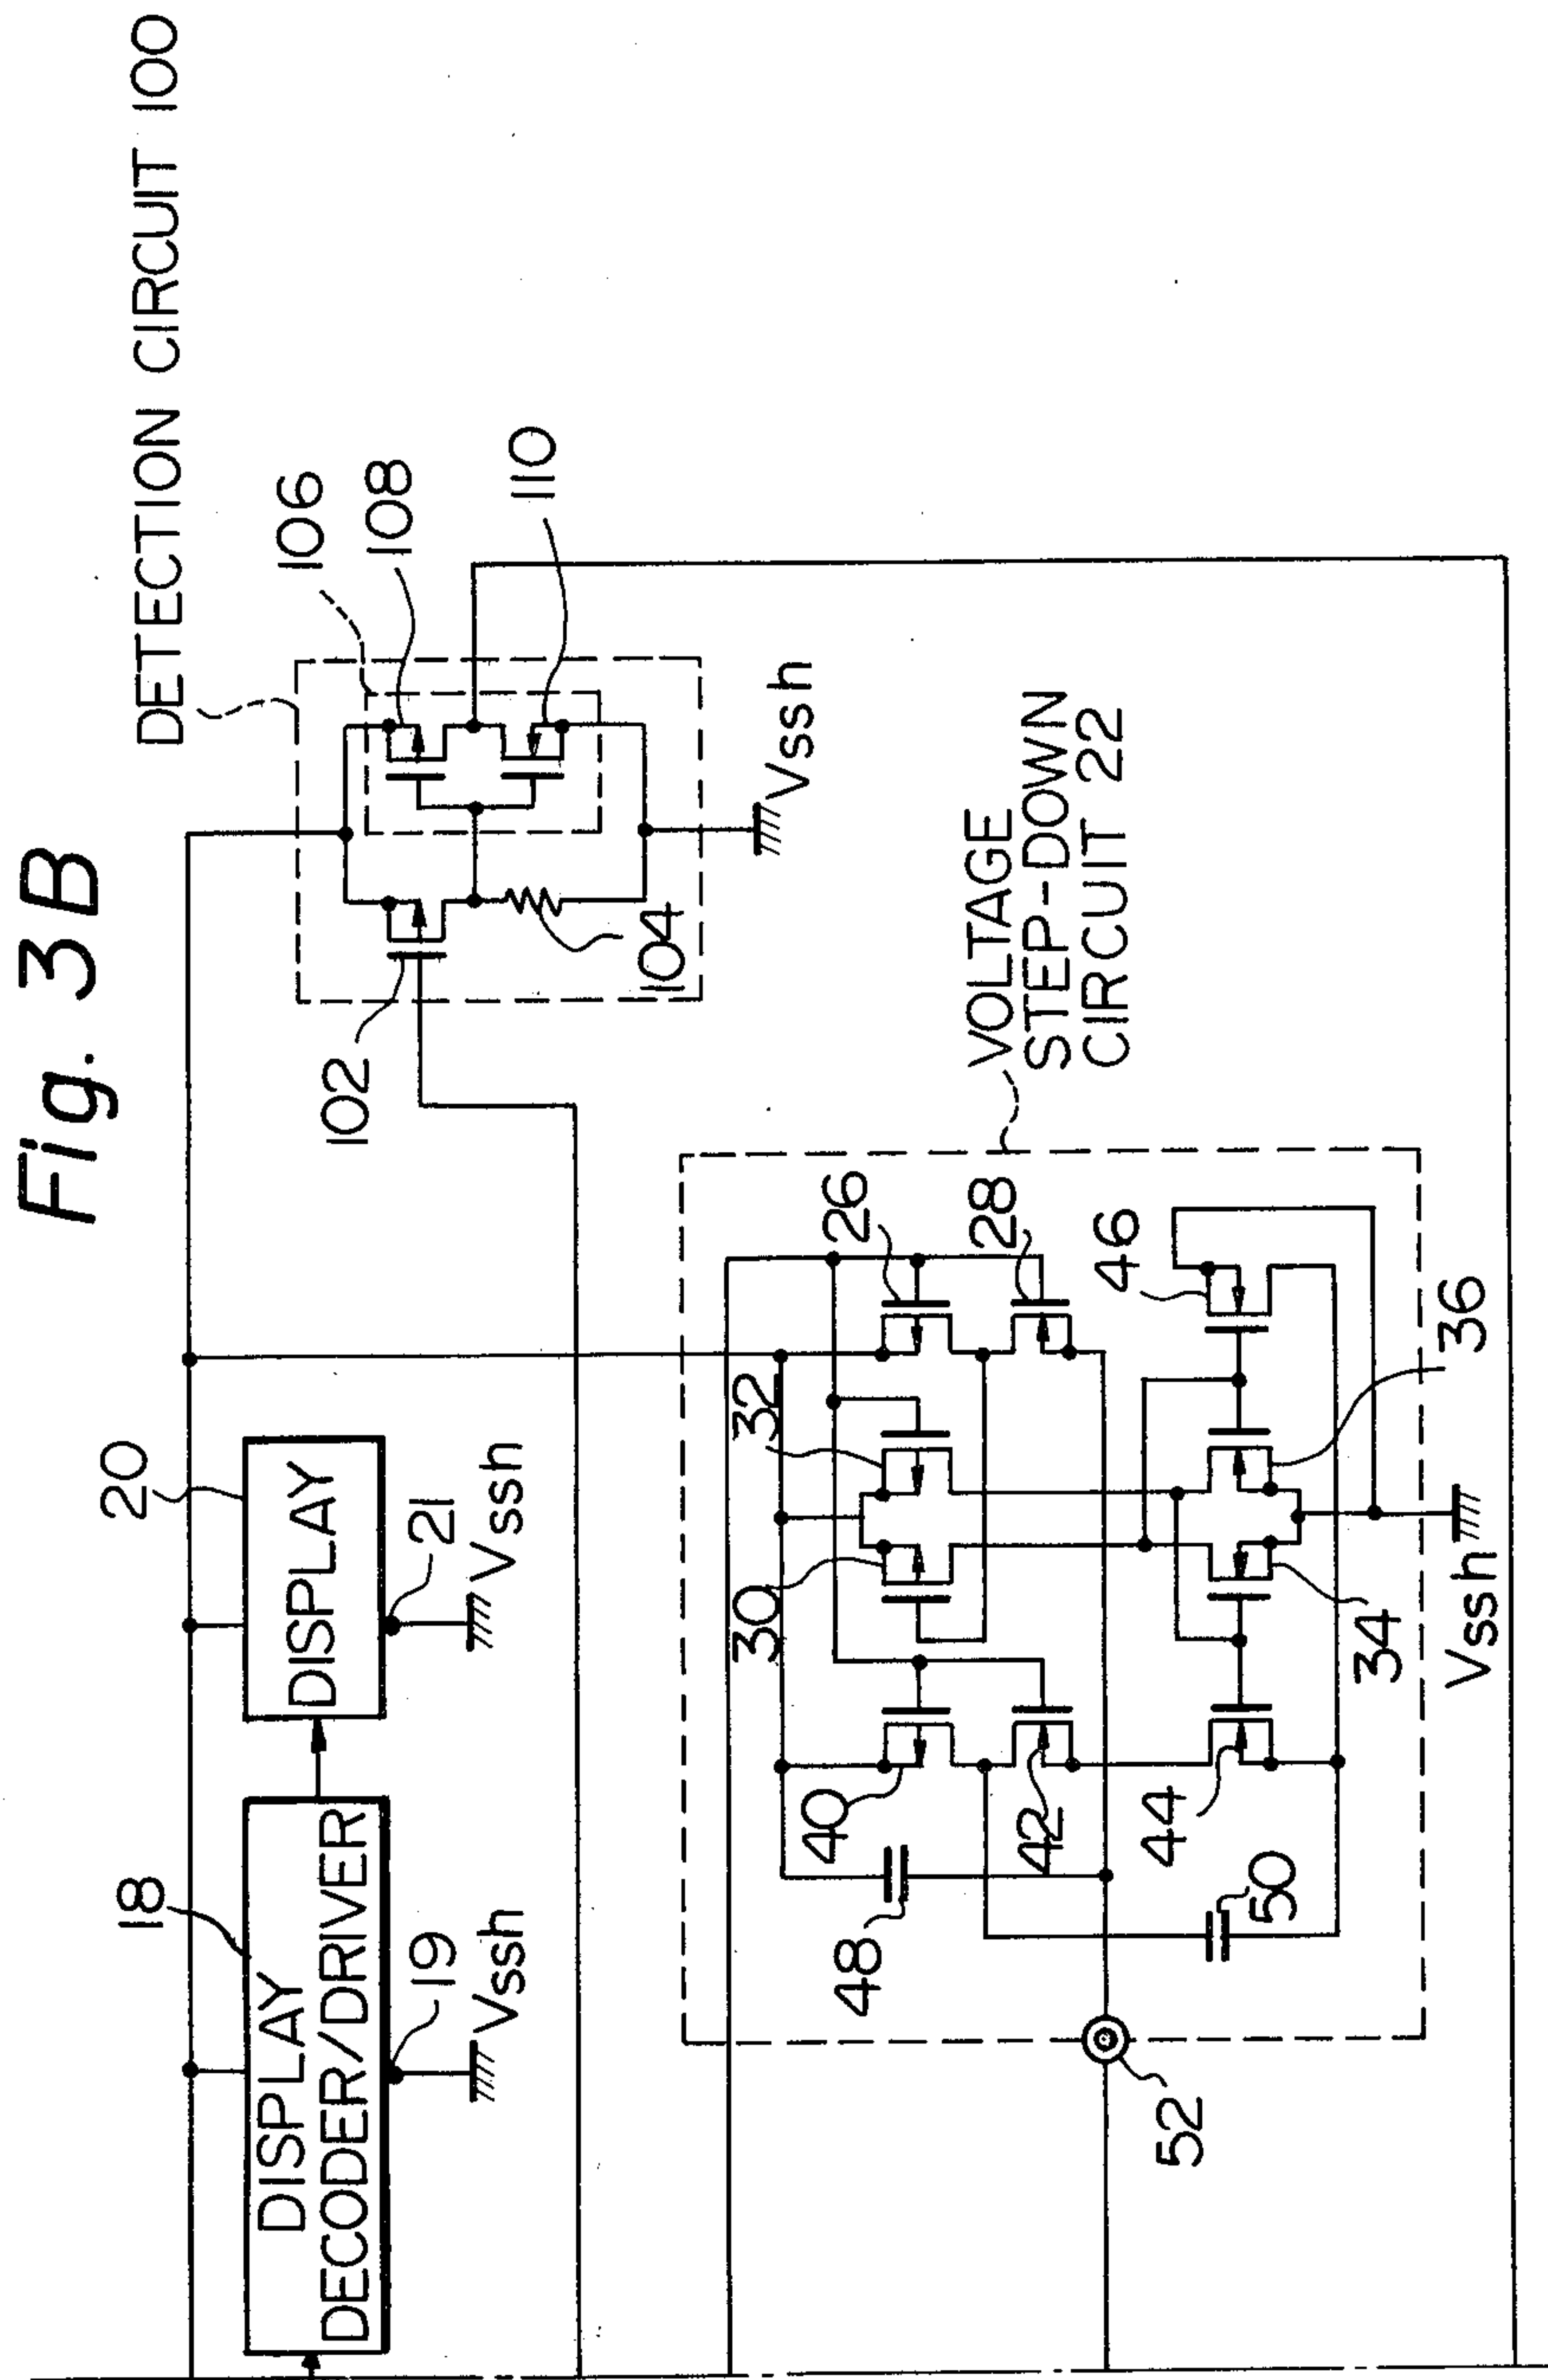 Fig. 3B
DETECTION CIRCUIT 100
18
DISPLAY
DECODER/DRIVER
19
Vssh
20
DISPLAY
21
Vssh
102
104
106
108
110
Vssh
VOLTAGE
STEP-DOWN
CIRCUIT 22
26
28
30
32
34
36
40
42
44
46
48
50
52
Vssh